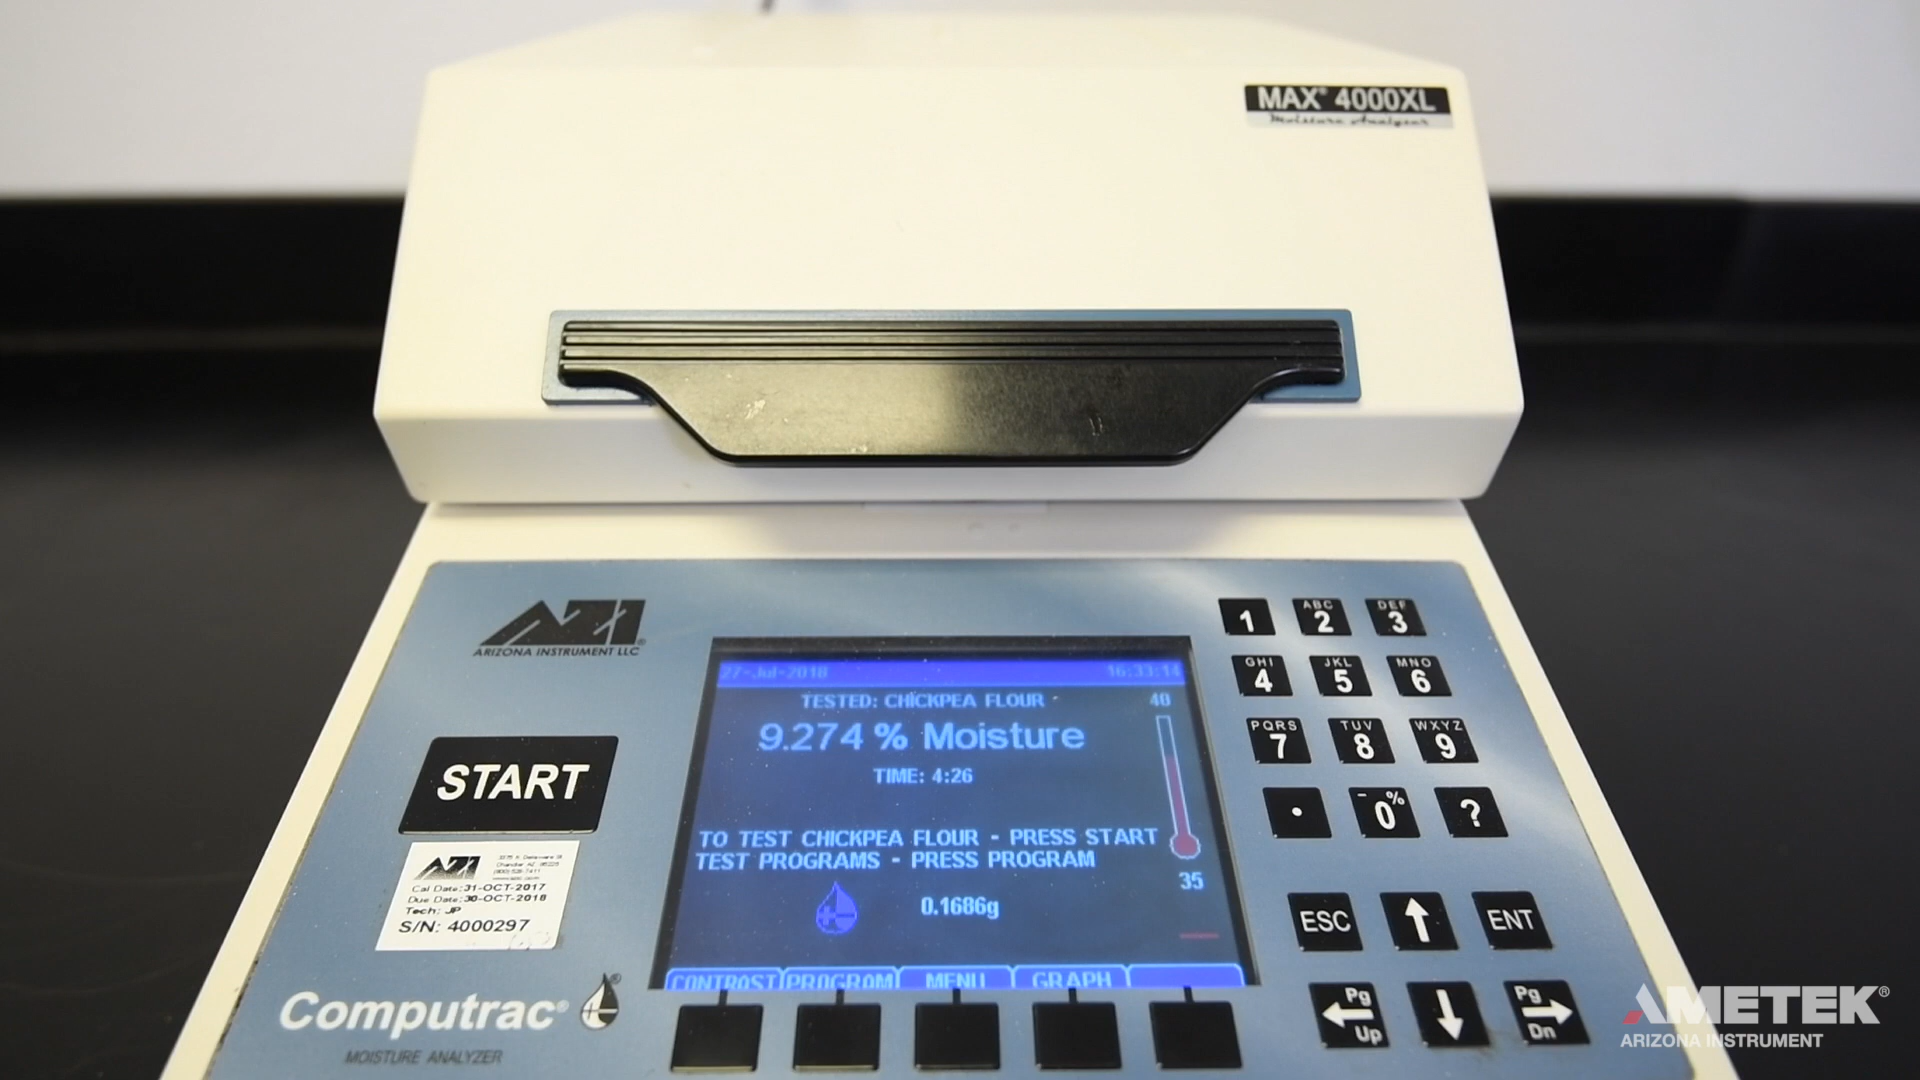 MAX® 4000XL
Moisture Analyzer
AZI®
ARIZONA INSTRUMENT LLC
27-Jul-2018 16:33:14
TESTED: CHICKPEA FLOUR
40
9.274 % Moisture
TIME: 4:26
TO TEST CHICKPEA FLOUR - PRESS START
TEST PROGRAMS - PRESS PROGRAM
35
0.1686g
CONTRAST PROGRAM MENU GRAPH
START
AZI
Chandler AZ
Cal Date: 31-OCT-2017
Due Date: 30-OCT-2018
Tech: JP
S/N: 4000297
Computrac®
MOISTURE ANALYZER
1 ABC 2 DEF 3
GHI 4 JKL 5 MNO 6
PQRS 7 TUV 8 WXYZ 9
. - 0 % ?
ESC ↑ ENT
← Pg Up ↓ Pg Dn →
AMETEK®
ARIZONA INSTRUMENT